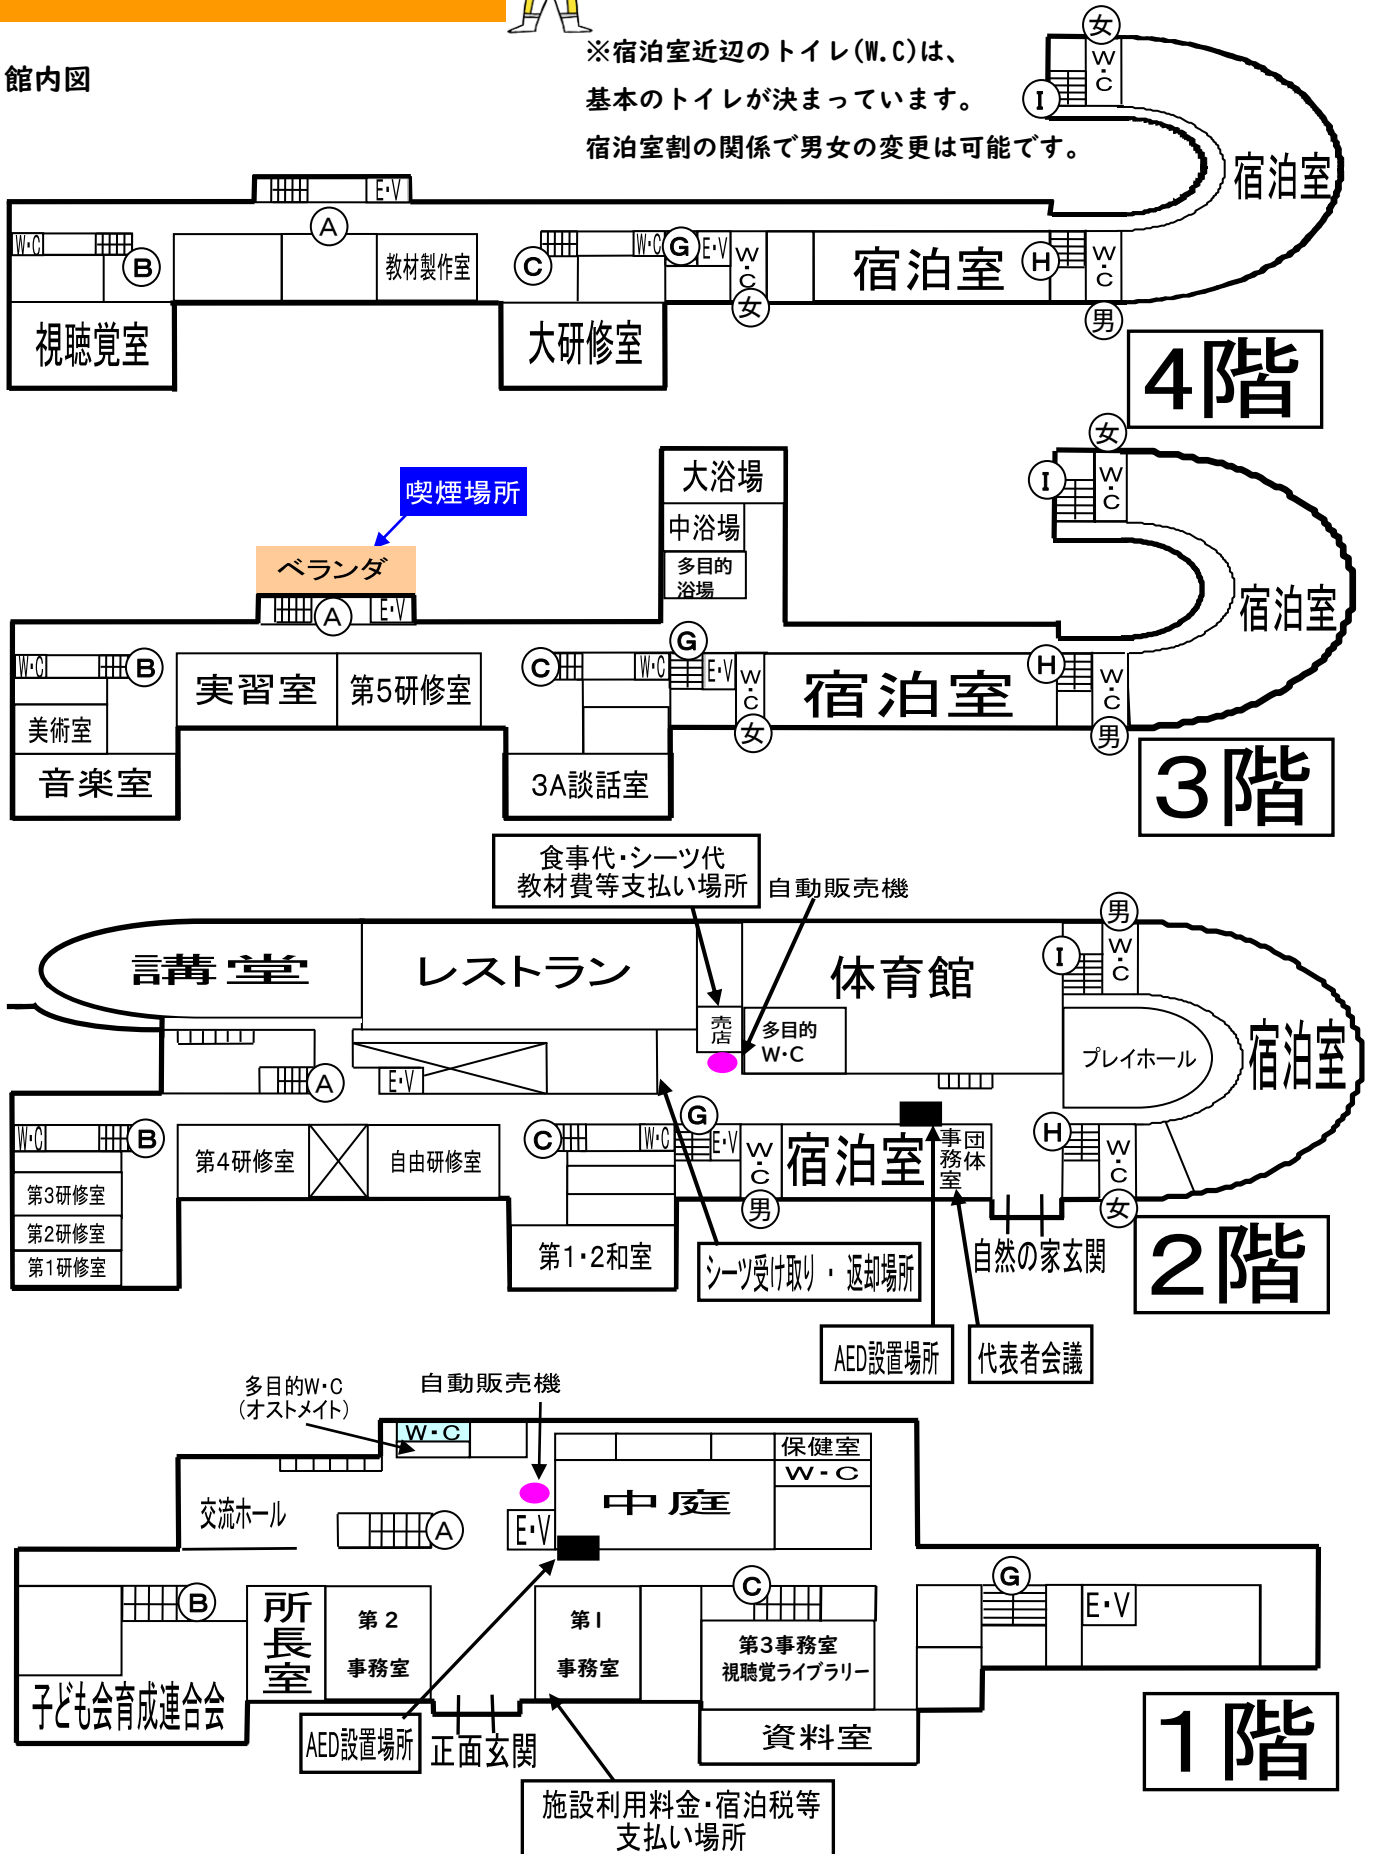 館内図
※宿泊室近辺のトイレ(W.C)は、
基本のトイレが決まっています。
宿泊室割の関係で男女の変更は可能です。
女
W・C
I
宿泊室
E・V
A
W・C
B
教材製作室
C
W・C
G
E・V
W・C
女
宿泊室
H
W・C
男
視聴覚室
大研修室
4階
喫煙場所
ベランダ
A
E・V
大浴場
中浴場
多目的
浴場
女
I
W・C
宿泊室
W・C
B
実習室
第5研修室
C
W・C
G
E・V
W・C
女
宿泊室
H
W・C
男
美術室
音楽室
3A談話室
3階
食事代・シーツ代
教材費等支払い場所
自動販売機
講堂
レストラン
体育館
売店
多目的
W・C
男
I
W・C
プレイホール
宿泊室
A
E・V
W・C
B
第4研修室
自由研修室
C
W・C
G
E・V
W・C
男
宿泊室
団体
事務室
H
W・C
女
第3研修室
第2研修室
第1研修室
第1・2和室
シーツ受け取り・返却場所
自然の家玄関
2階
AED設置場所
代表者会議
多目的W・C
(オストメイト)
自動販売機
W・C
保健室
W・C
中庭
交流ホール
A
E・V
B
所長室
第2
事務室
第1
事務室
C
第3事務室
視聴覚ライブラリー
G
E・V
子ども会育成連合会
AED設置場所
正面玄関
資料室
1階
施設利用料金・宿泊税等
支払い場所